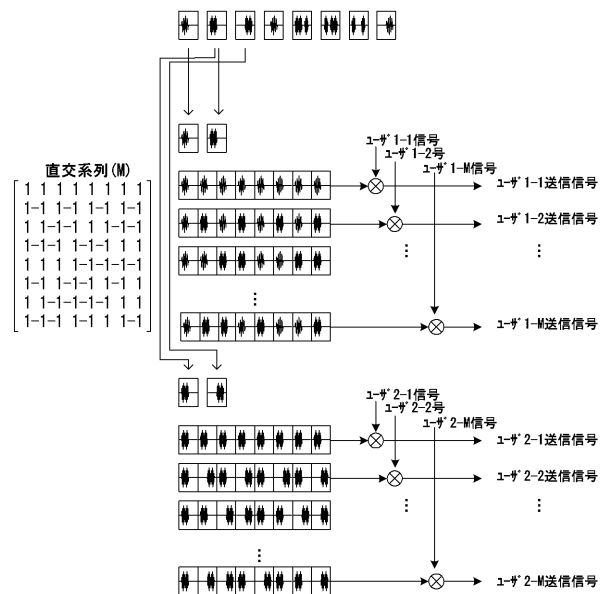 ﾕｰｻﾞ1-1信号
ﾕｰｻﾞ1-2号
ﾕｰｻﾞ1-M信号
直交系列(M)
1 1 1 1 1 1 1 1
1-1 1-1 1-1 1-1
1 1-1-1 1 1-1-1
1-1-1 1 1-1-1 1
1 1 1 1-1-1-1-1
1-1 1-1-1 1-1 1
1 1-1-1-1-1 1 1
1-1-1 1-1 1 1-1
ﾕｰｻﾞ1-1送信信号
ﾕｰｻﾞ1-2送信信号
ﾕｰｻﾞ1-M送信信号
ﾕｰｻﾞ2-1信号
ﾕｰｻﾞ2-2号
ﾕｰｻﾞ2-M信号
ﾕｰｻﾞ2-1送信信号
ﾕｰｻﾞ2-2送信信号
ﾕｰｻﾞ2-M送信信号